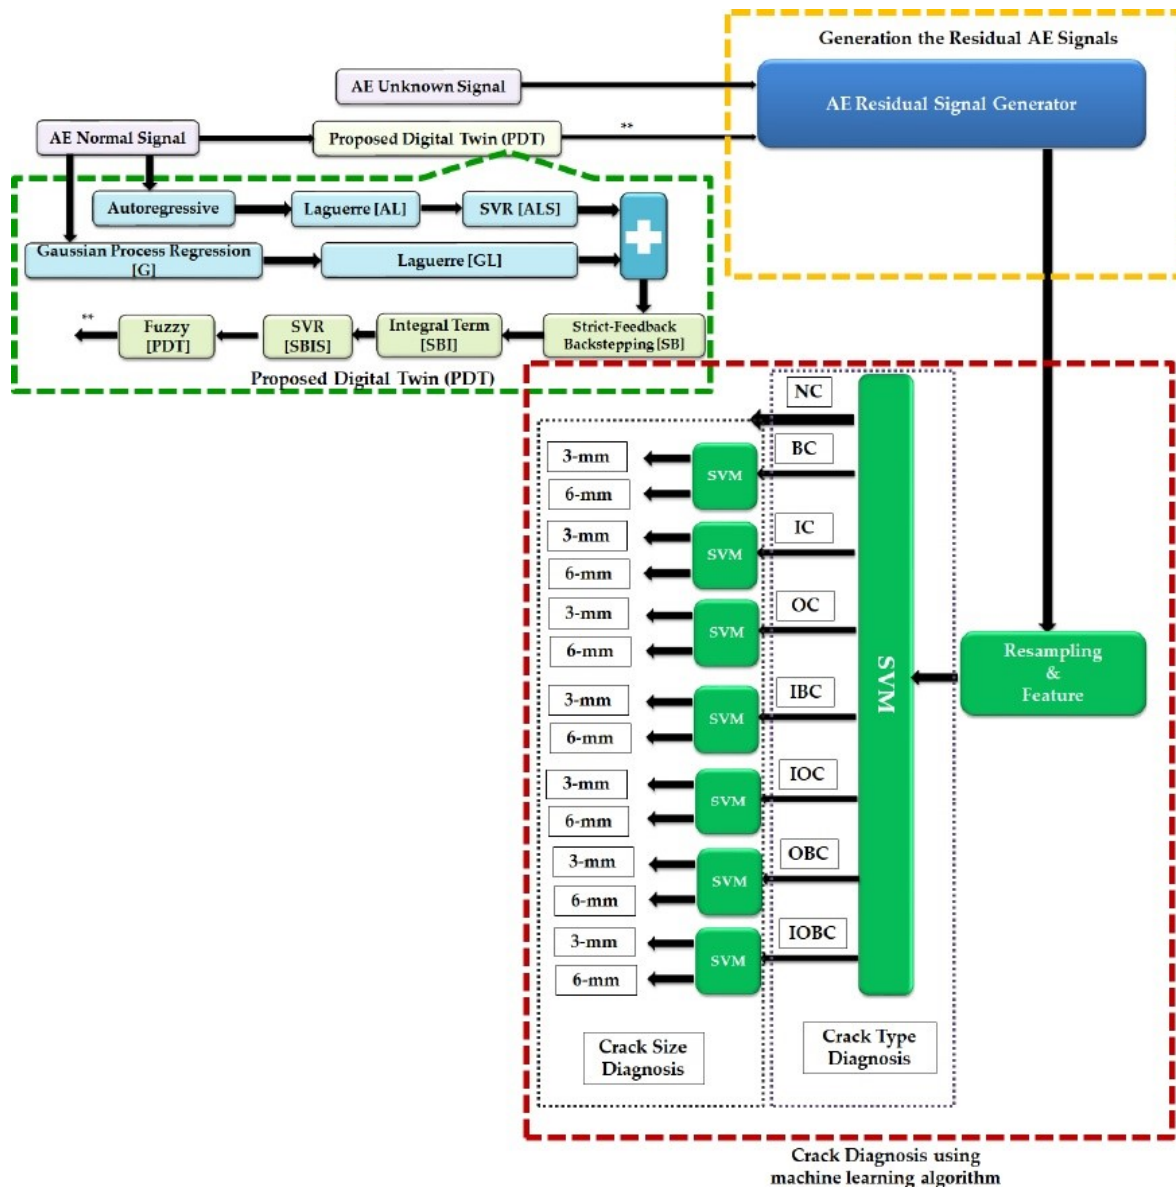 Generation the Residual AE Signals
AE Unknown Signal
AE Residual Signal Generator
AE Normal Signal
Proposed Digital Twin (PDT)
**
Autoregressive
Laguerre [AL]
SVR [ALS]
Gaussian Process Regression
[G]
Laguerre [GL]
**
Fuzzy
[PDT]
SVR
[SBIS]
Integral Term
[SBI]
Strict-Feedback
Backstepping [SB]
Proposed Digital Twin (PDT)
NC
BC
3-mm
SVM
6-mm
IC
3-mm
SVM
6-mm
OC
3-mm
SVM
6-mm
SVM
Resampling
&
Feature
IBC
3-mm
SVM
6-mm
IOC
3-mm
SVM
6-mm
OBC
3-mm
SVM
6-mm
IOBC
3-mm
SVM
6-mm
Crack Size
Diagnosis
Crack Type
Diagnosis
Crack Diagnosis using
machine learning algorithm